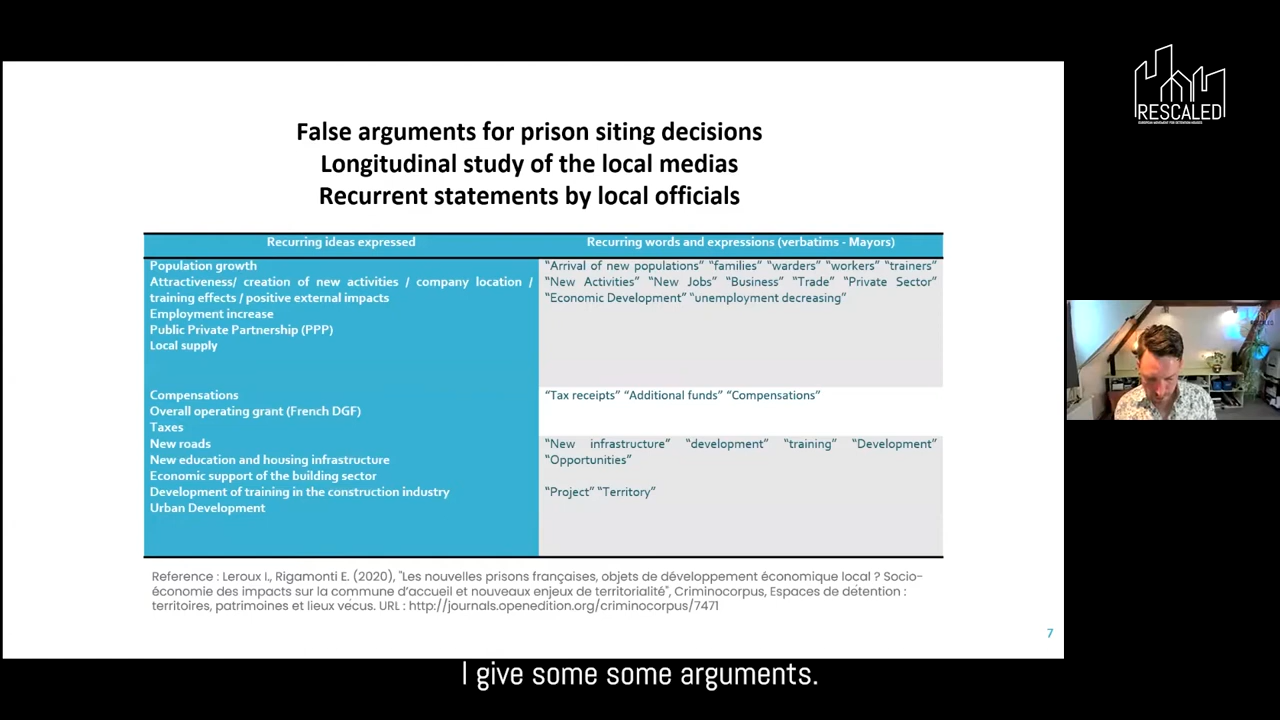 RESCALED
EUROPEAN MOVEMENT FOR DETENTION HOUSES
False arguments for prison siting decisions
Longitudinal study of the local medias
Recurrent statements by local officials
Recurring ideas expressed
Recurring words and expressions (verbatims - Mayors)
Population growth
Attractiveness/ creation of new activities / company location /
training effects / positive external impacts
Employment increase
Public Private Partnership (PPP)
Local supply
“Arrival of new populations” “families” “warders” “workers” “trainers”
“New Activities” “New Jobs” “Business” “Trade” “Private Sector”
“Economic Development” “unemployment decreasing”
Compensations
Overall operating grant (French DGF)
Taxes
“Tax receipts” “Additional funds” “Compensations”
New roads
New education and housing infrastructure
Economic support of the building sector
Development of training in the construction industry
Urban Development
“New infrastructure” “development” “training” “Development”
“Opportunities”
“Project” “Territory”
Reference : Leroux I., Rigamonti E. (2020), "Les nouvelles prisons françaises, objets de développement économique local ? Socio-
économie des impacts sur la commune d’accueil et nouveaux enjeux de territorialité", Criminocorpus, Espaces de détention :
territoires, patrimoines et lieux vécus. URL : http://journals.openedition.org/criminocorpus/7471
7
I give some some arguments.